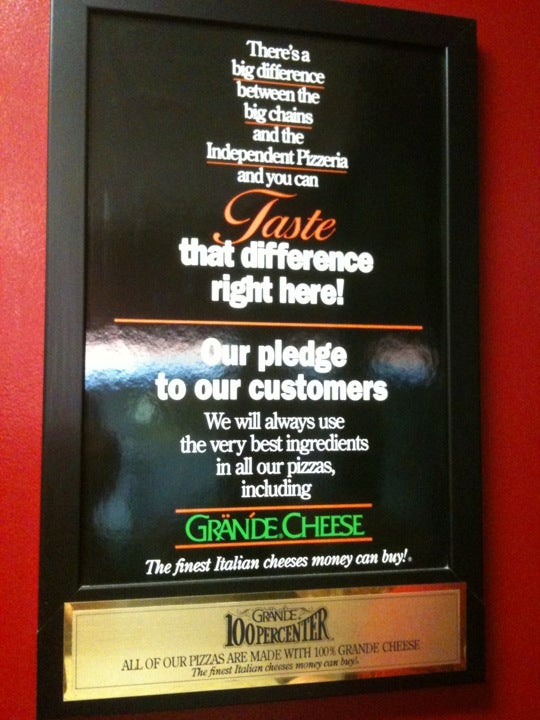 There's a
big difference
between the
big chains
and the
Independent Pizzeria
and you can
Taste
that difference
right here!
Our pledge
to our customers
We will always use
the very best ingredients
in all our pizzas,
including
GRANDE CHEESE
The finest Italian cheeses money can buy!®
GRANDE
100 PERCENTER
ALL OF OUR PIZZAS ARE MADE WITH 100% GRANDE CHEESE
The finest Italian cheeses money can buy!